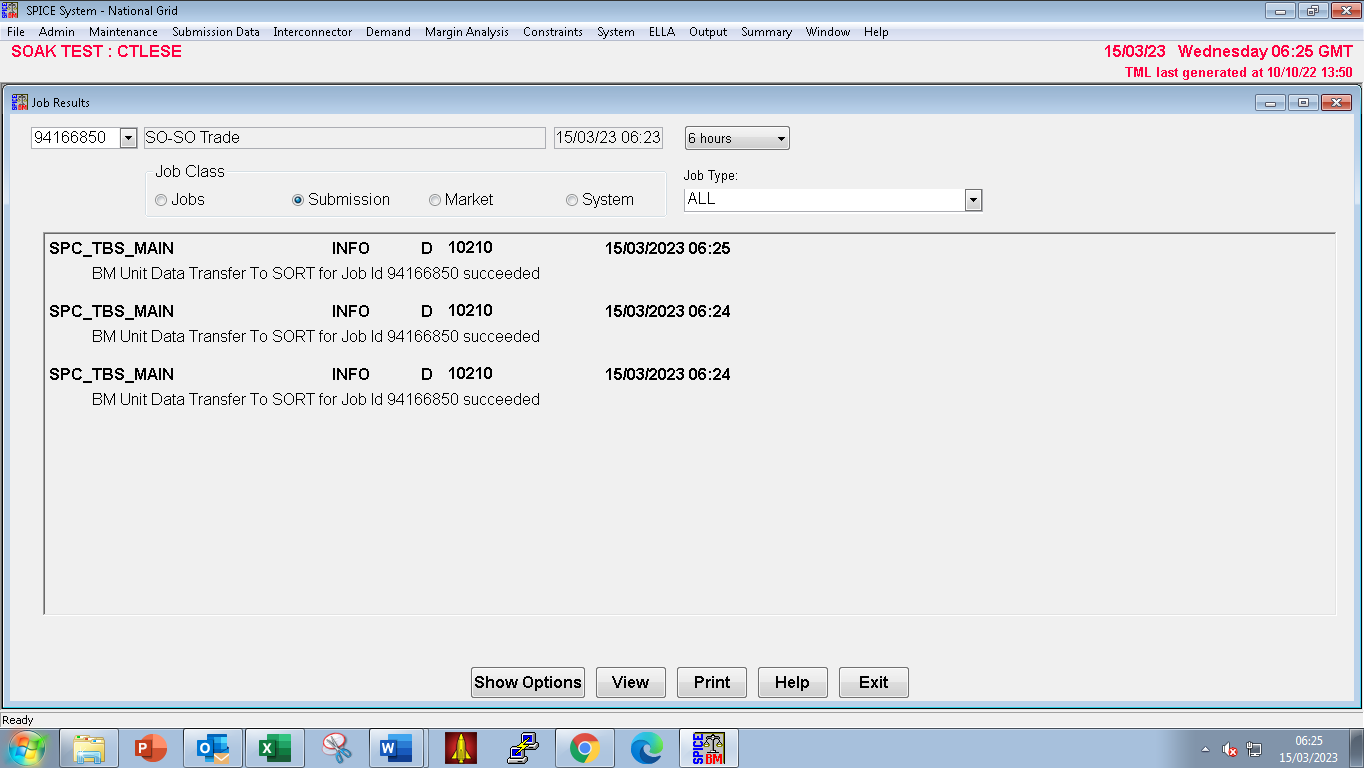 SPICE System - National Grid
File Admin Maintenance Submission Data Interconnector Demand Margin Analysis Constraints System ELLA Output Summary Window Help
SOAK TEST : CTLESE 15/03/23 Wednesday 06:25 GMT
TML last generated at 10/10/22 13:50
Job Results
94166850 SO-SO Trade 15/03/23 06:23 6 hours
Job Class
Job Type:
Jobs Submission Market System
ALL
SPC_TBS_MAIN INFO D 10210 15/03/2023 06:25
BM Unit Data Transfer To SORT for Job Id 94166850 succeeded
SPC_TBS_MAIN INFO D 10210 15/03/2023 06:24
BM Unit Data Transfer To SORT for Job Id 94166850 succeeded
SPC_TBS_MAIN INFO D 10210 15/03/2023 06:24
BM Unit Data Transfer To SORT for Job Id 94166850 succeeded
Show Options View Print Help Exit
Ready
SPICE BM
06:25
15/03/2023